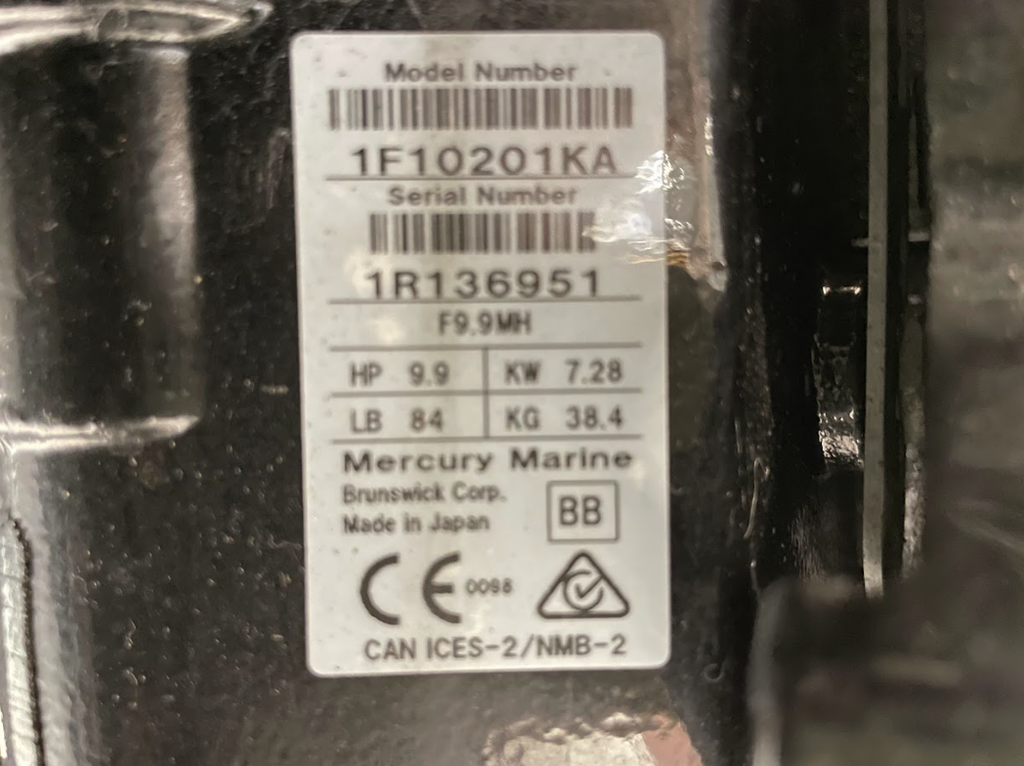 Model Number
1F10201KA
Serial Number
1R136951
F9.9MH
HP 9.9 KW 7.28
LB 84 KG 38.4
Mercury Marine
Brunswick Corp.
Made in Japan
BB
CE 0098
CAN ICES-2/NMB-2